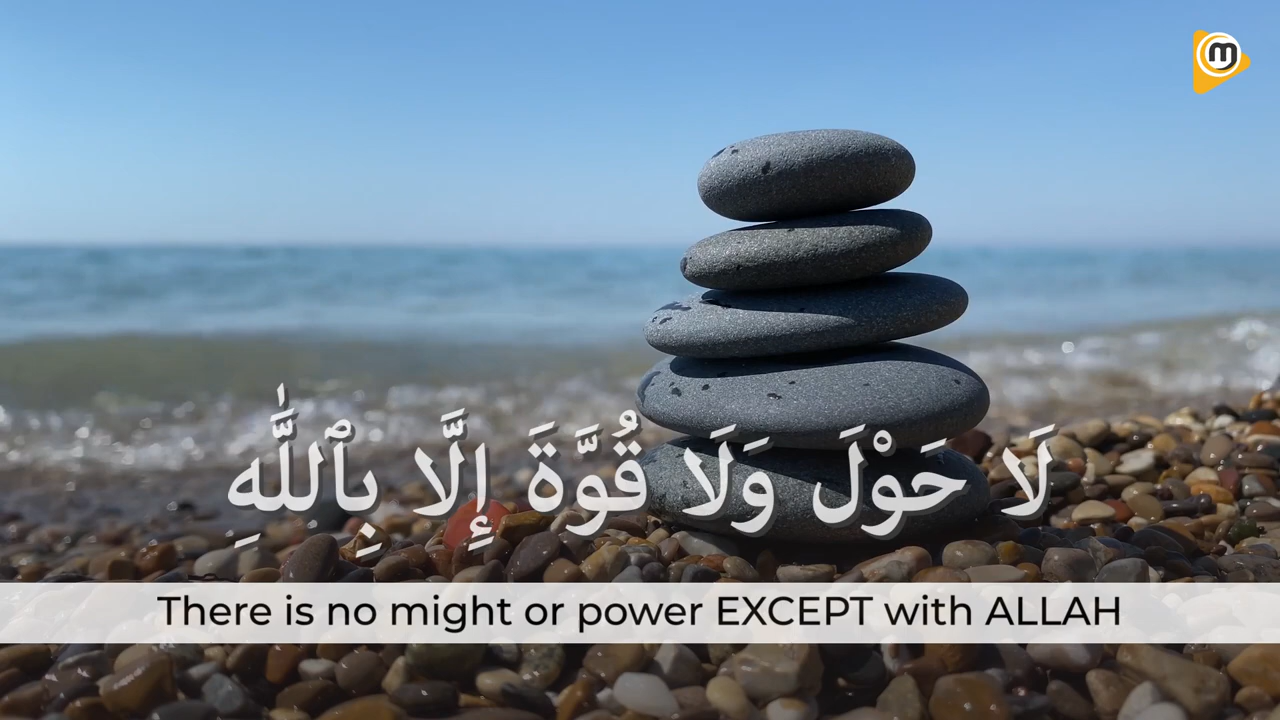 m
لَا حَوْلَ وَلَا قُوَّةَ إِلَّا بِٱللَّٰهِ
There is no might or power EXCEPT with ALLAH